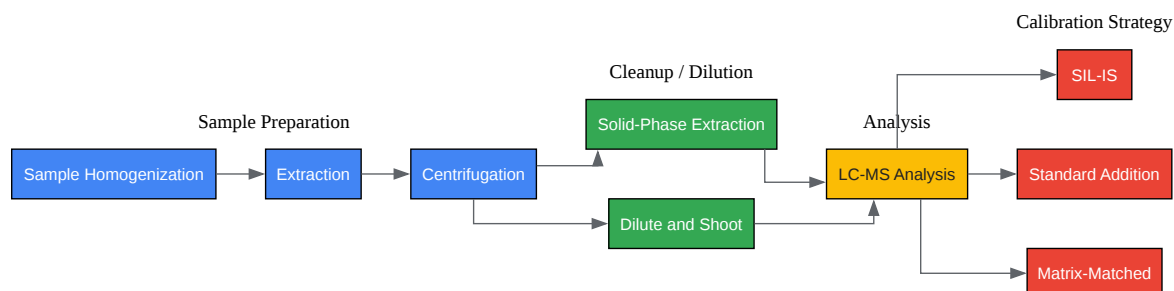 Calibration Strategy
SIL-IS
Cleanup / Dilution
Solid-Phase Extraction
Sample Preparation
Analysis
Sample Homogenization
Extraction
Centrifugation
LC-MS Analysis
Standard Addition
Dilute and Shoot
Matrix-Matched